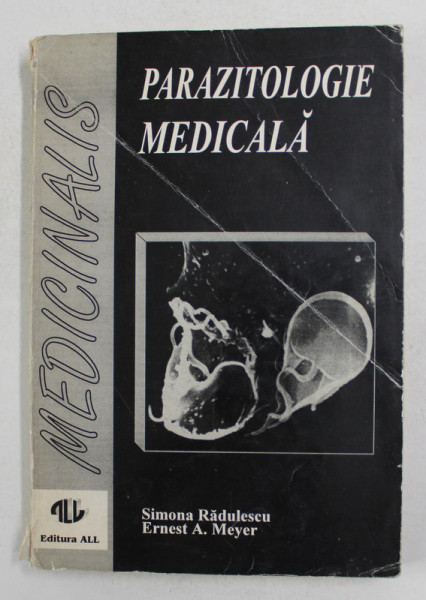 PARAZITOLOGIE
MEDICALĂ
MEDICINALIS
Simona Rădulescu
Ernest A. Meyer
ALL
Editura ALL